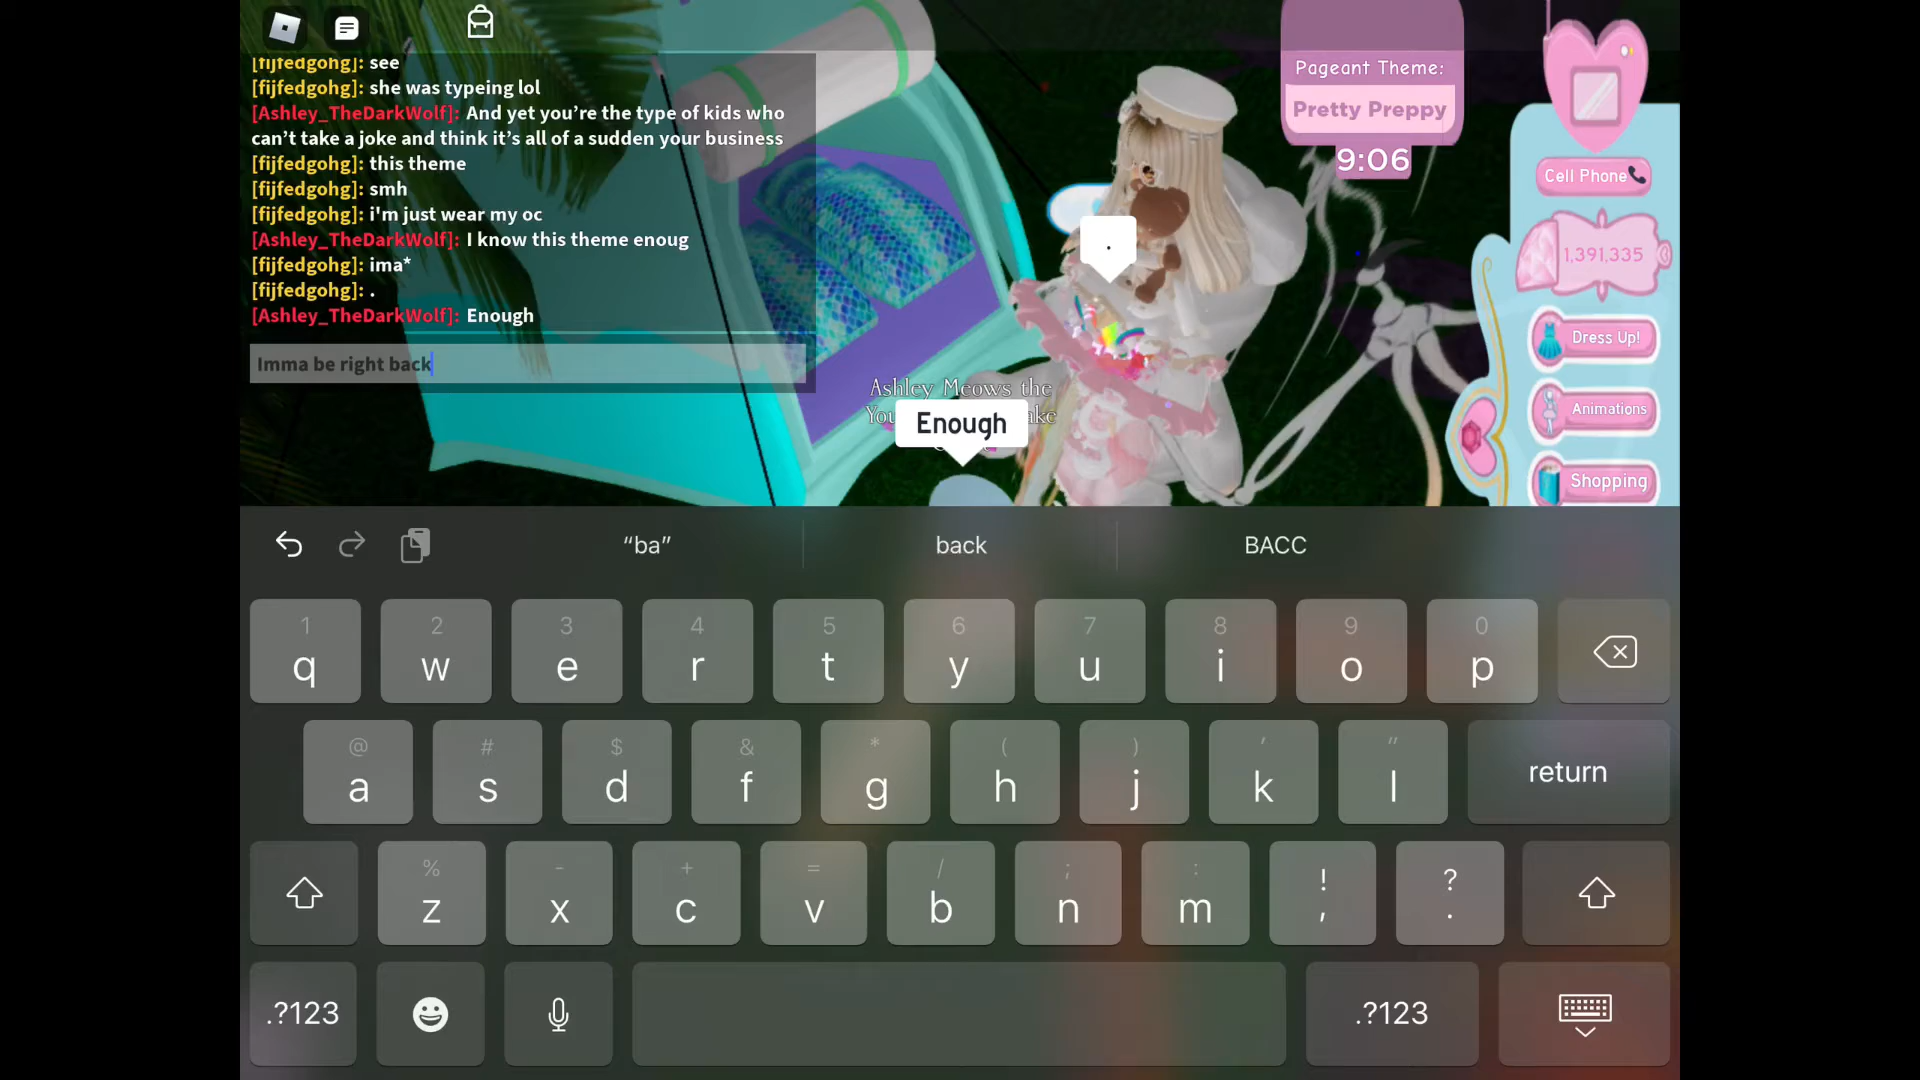 [fijfedgohg]: see
[fijfedgohg]: she was typeing lol
[Ashley_TheDarkWolf]: And yet you’re the type of kids who
can’t take a joke and think it’s all of a sudden your business
[fijfedgohg]: this theme
[fijfedgohg]: smh
[fijfedgohg]: i'm just wear my oc
[Ashley_TheDarkWolf]: I know this theme enoug
[fijfedgohg]: ima*
[fijfedgohg]: .
[Ashley_TheDarkWolf]: Enough
Imma be right back
Pageant Theme:
Pretty Preppy
9:06
Cell Phone
1,391,335
Dress Up!
Animations
Shopping
.
Ashley Meows the
Enough
“ba” back BACC
1 2 3 4 5 6 7 8 9 0
q w e r t y u i o p
@ # $ & * ( ) ' "
a s d f g h j k l return
% - + = / ; : ! ?
z x c v b n m , .
.?123 .?123